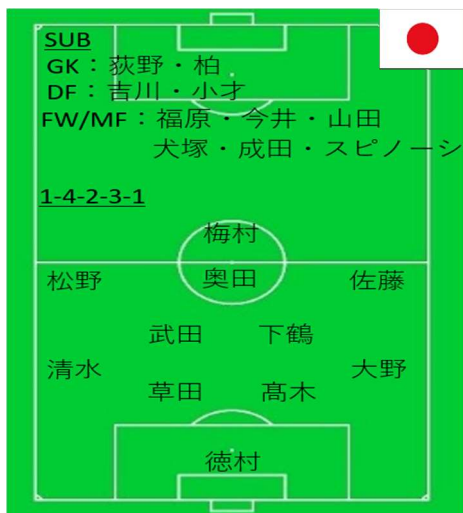 SUB
GK：荻野・柏
DF：吉川・小才
FW/MF：福原・今井・山田
犬塚・成田・スピノーシ
1-4-2-3-1
梅村
松野 奥田 佐藤
武田 下鶴
清水 大野
草田 髙木
徳村